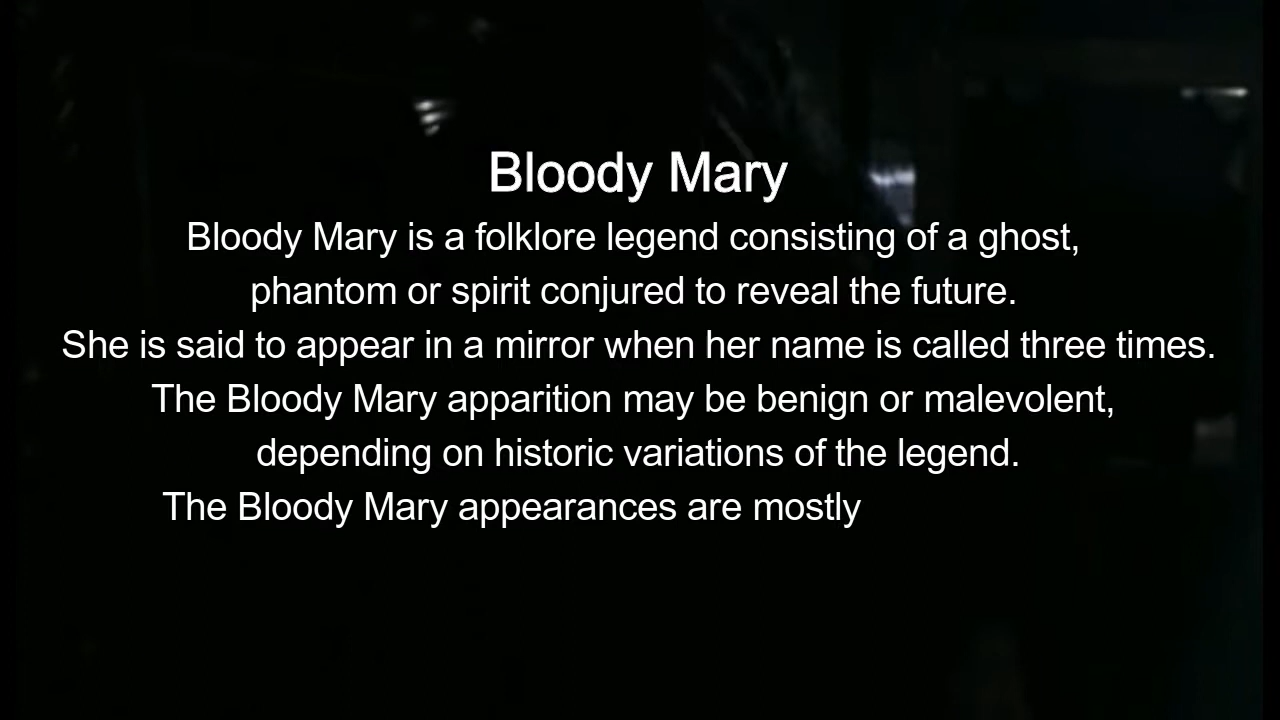 Bloody Mary
Bloody Mary is a folklore legend consisting of a ghost,
phantom or spirit conjured to reveal the future.
She is said to appear in a mirror when her name is called three times.
The Bloody Mary apparition may be benign or malevolent,
depending on historic variations of the legend.
The Bloody Mary appearances are mostly